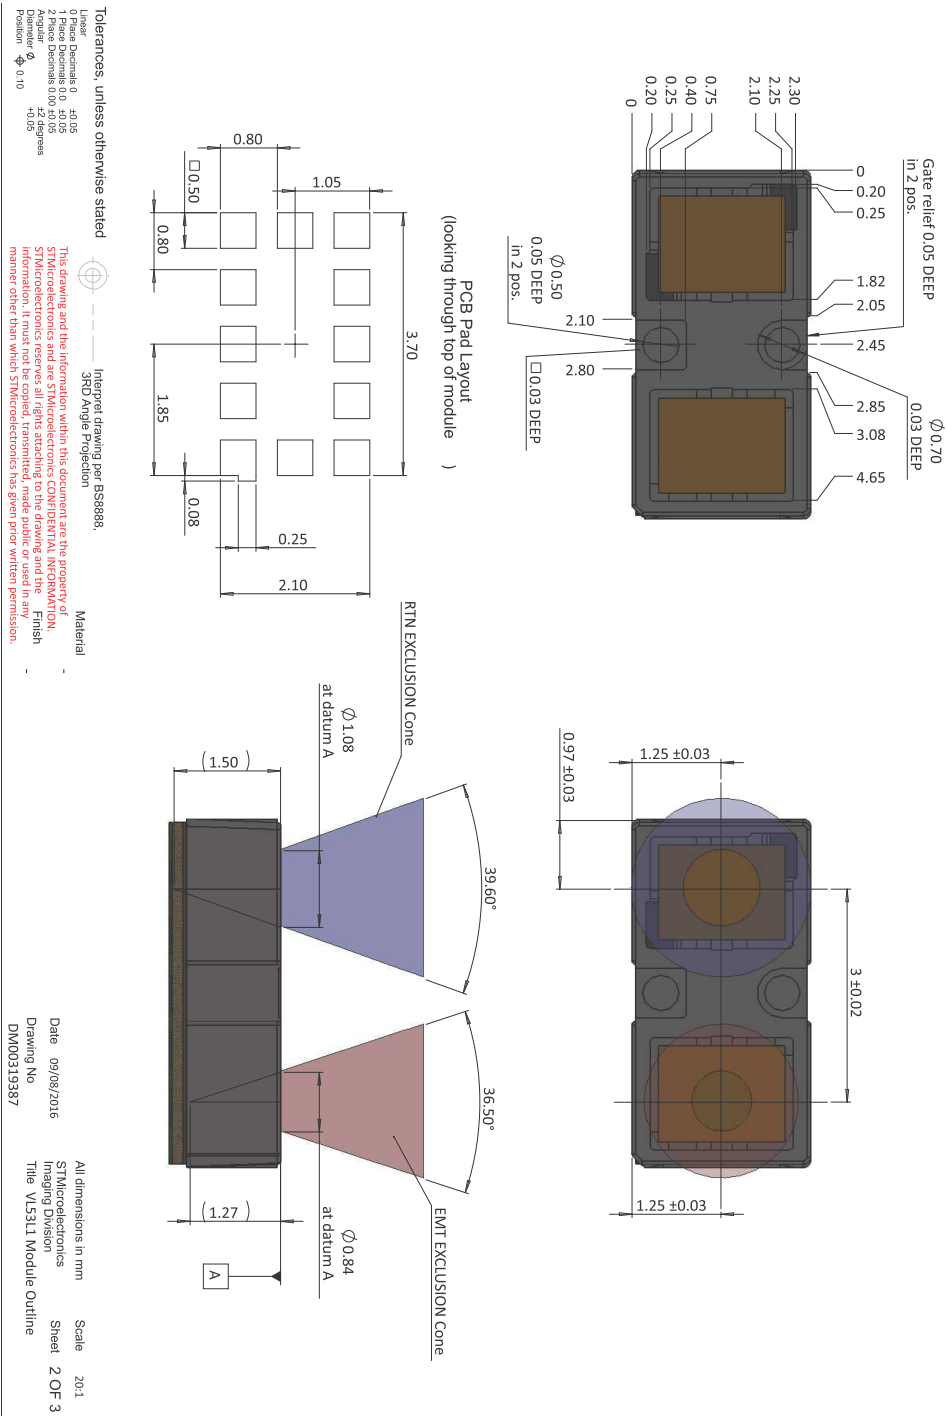 Gate relief 0.05 DEEP
in 2 pos.
Ø0.70
0.03 DEEP
0
0.20
0.25
1.82
2.05
2.45
2.85
3.08
4.65
2.30
2.25
2.10
0.75
0.40
0.25
0.20
0
Ø0.50
0.05 DEEP
in 2 pos.
2.10
2.80
□0.03 DEEP
3 ±0.02
1.25 ±0.03
0.97 ±0.03
1.25 ±0.03
PCB Pad Layout
(looking through top of module )
3.70
1.05
0.80
□0.50
0.80
1.85
0.08
0.25
2.10
RTN EXCLUSION Cone
Ø1.08
at datum A
39.60°
36.50°
EMT EXCLUSION Cone
Ø0.84
at datum A
(1.50)
(1.27)
A
Tolerances, unless otherwise stated
Linear
0 Place Decimals 0 ±0.05
1 Place Decimals 0.0 ±0.05
2 Place Decimals 0.00 ±0.05
Angular ±2 degrees
Diameter Ø +0.05
Position ⌖ 0.10
Interpret drawing per BS8888,
3RD Angle Projection
This drawing and the information within this document are the property of
STMicroelectronics and are STMicroelectronics CONFIDENTIAL INFORMATION.
STMicroelectronics reserves all rights attaching to the drawing and the
information. It must not be copied, transmitted, made public or used in any
manner other than which STMicroelectronics has given prior written permission.
Material
-
Finish
-
Date 09/08/2016
Drawing No
DM00319387
All dimensions in mm
STMicroelectronics
Imaging Division
Title VL53L1 Module Outline
Scale 20:1
Sheet 2 OF 3